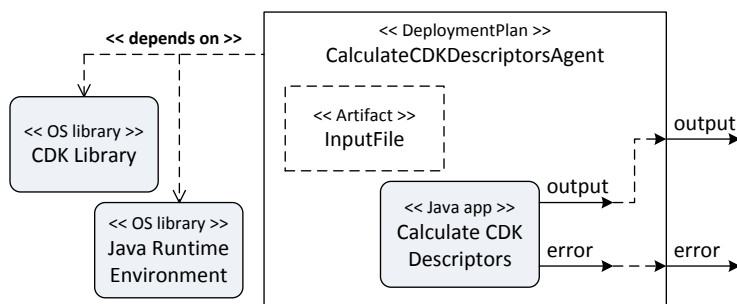 << depends on >>
<< DeploymentPlan >>
CalculateCDKDescriptorsAgent
<< OS library >>
CDK Library
<< OS library >>
Java Runtime
Environment
<< Artifact >>
InputFile
<< Java app >>
Calculate CDK
Descriptors
output
error
output
error